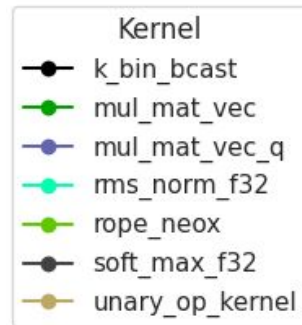 Kernel
k_bin_bcast
mul_mat_vec
mul_mat_vec_q
rms_norm_f32
rope_neox
soft_max_f32
unary_op_kernel